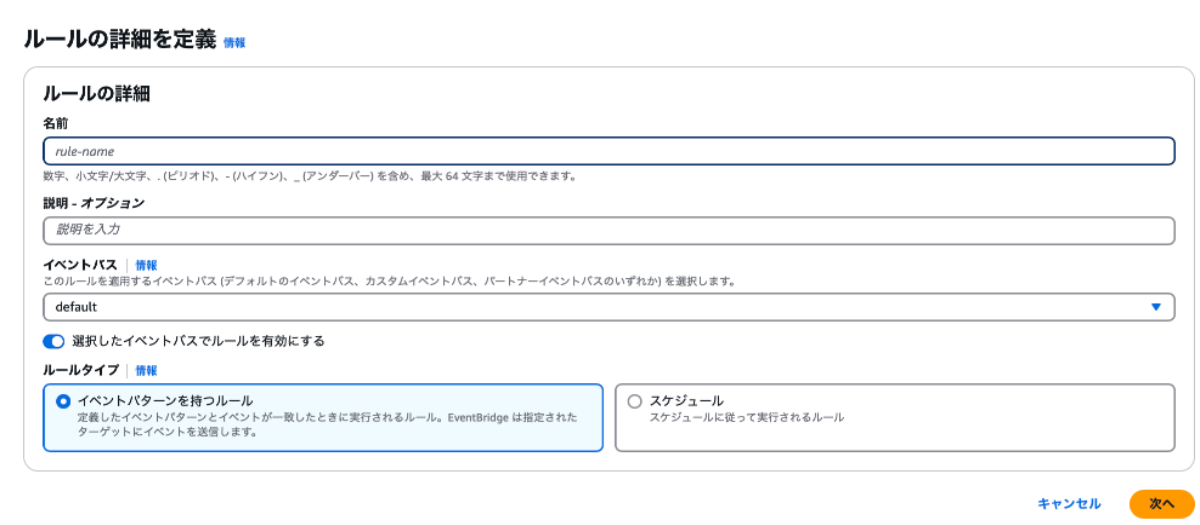 ルールの詳細を定義 情報
ルールの詳細
名前
rule-name
数字、小文字/大文字、. (ピリオド)、- (ハイフン)、_ (アンダーバー) を含め、最大 64 文字まで使用できます。
説明 - オプション
説明を入力
イベントバス 情報
このルールを適用するイベントバス (デフォルトのイベントバス、カスタムイベントバス、パートナーイベントバスのいずれか) を選択します。
default
選択したイベントバスでルールを有効にする
ルールタイプ 情報
イベントパターンを持つルール
定義したイベントパターンとイベントが一致したときに実行されるルール。EventBridge は指定された
ターゲットにイベントを送信します。
スケジュール
スケジュールに従って実行されるルール
キャンセル 次へ